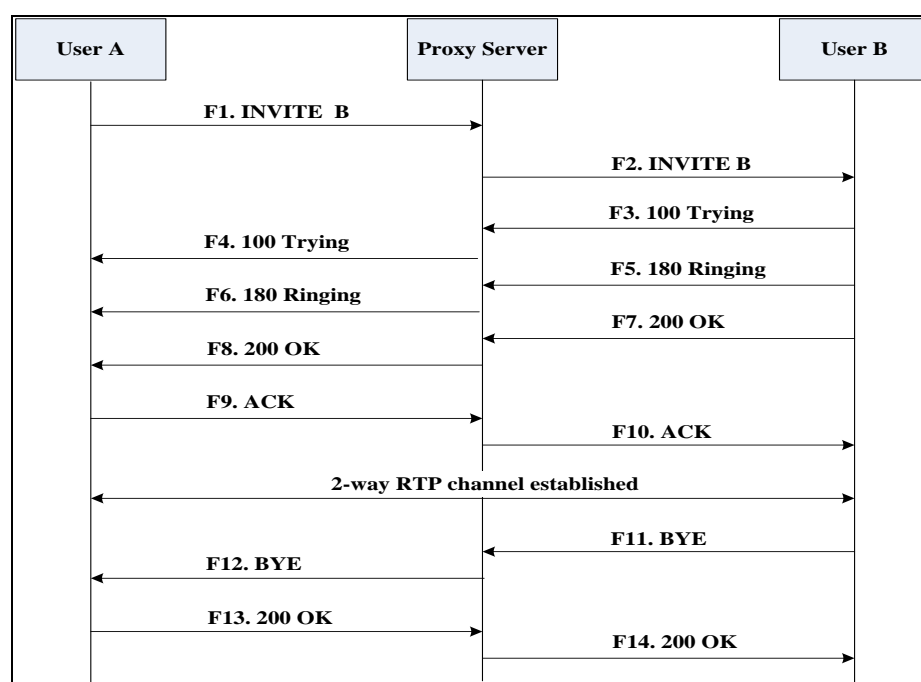 User A
Proxy Server
User B
F1. INVITE B
F2. INVITE B
F3. 100 Trying
F4. 100 Trying
F5. 180 Ringing
F6. 180 Ringing
F7. 200 OK
F8. 200 OK
F9. ACK
F10. ACK
2-way RTP channel established
F11. BYE
F12. BYE
F13. 200 OK
F14. 200 OK